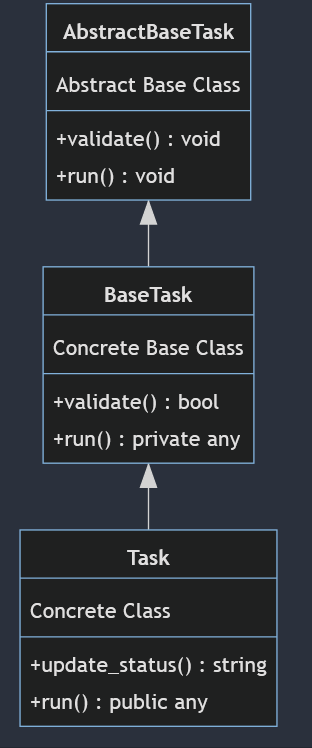 AbstractBaseTask
Abstract Base Class
+validate() : void
+run() : void
BaseTask
Concrete Base Class
+validate() : bool
+run() : private any
Task
Concrete Class
+update_status() : string
+run() : public any